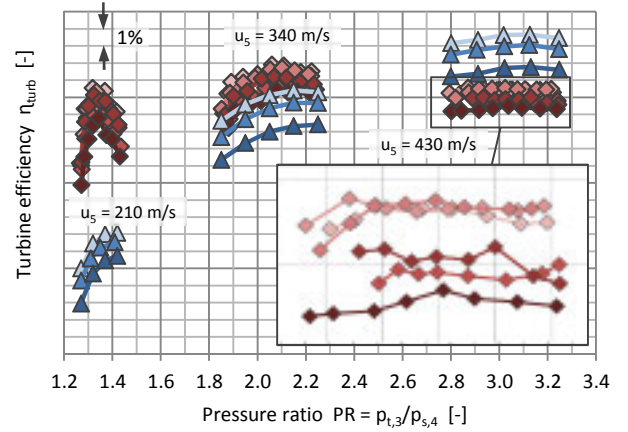 1%
u5 = 340 m/s
u5 = 430 m/s
u5 = 210 m/s
Turbine efficiency ηturb [-]
1.2 1.4 1.6 1.8 2.0 2.2 2.4 2.6 2.8 3.0 3.2 3.4
Pressure ratio PR = pt,3/ps,4 [-]